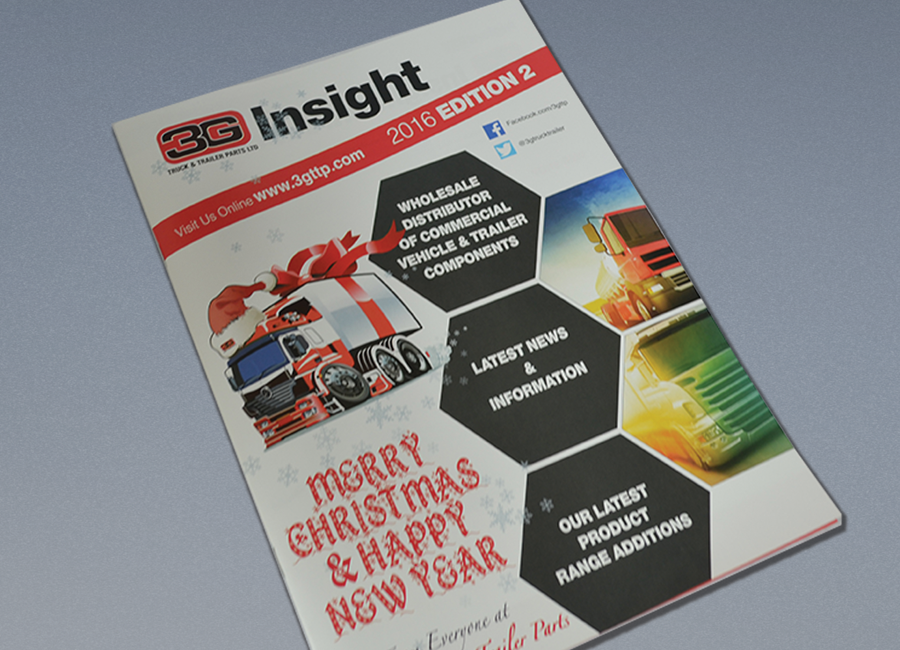 3G Insight
TRUCK & TRAILER PARTS LTD
Visit Us Online www.3gttp.com 2016 EDITION 2
Facebook.com/3gttp
@3gtrucktrailer
WHOLESALE
DISTRIBUTOR
OF COMMERCIAL
VEHICLE & TRAILER
COMPONENTS
LATEST NEWS
&
INFORMATION
MERRY
CHRISTMAS
& HAPPY
NEW YEAR
OUR LATEST
PRODUCT
RANGE ADDITIONS
Everyone at
Parts